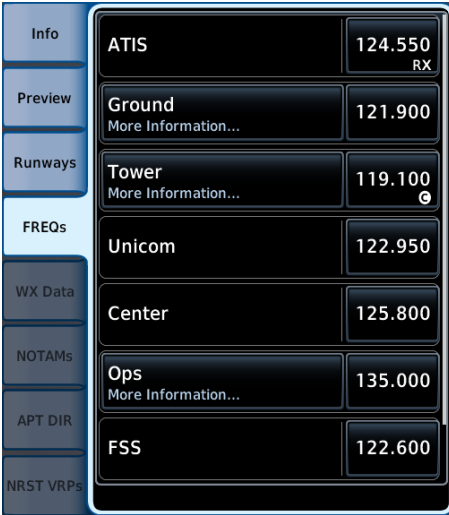 Info
Preview
Runways
FREQs
WX Data
NOTAMs
APT DIR
NRST VRPs
ATIS
124.550
RX
Ground
More Information...
121.900
Tower
More Information...
119.100
C
Unicom
122.950
Center
125.800
Ops
More Information...
135.000
FSS
122.600